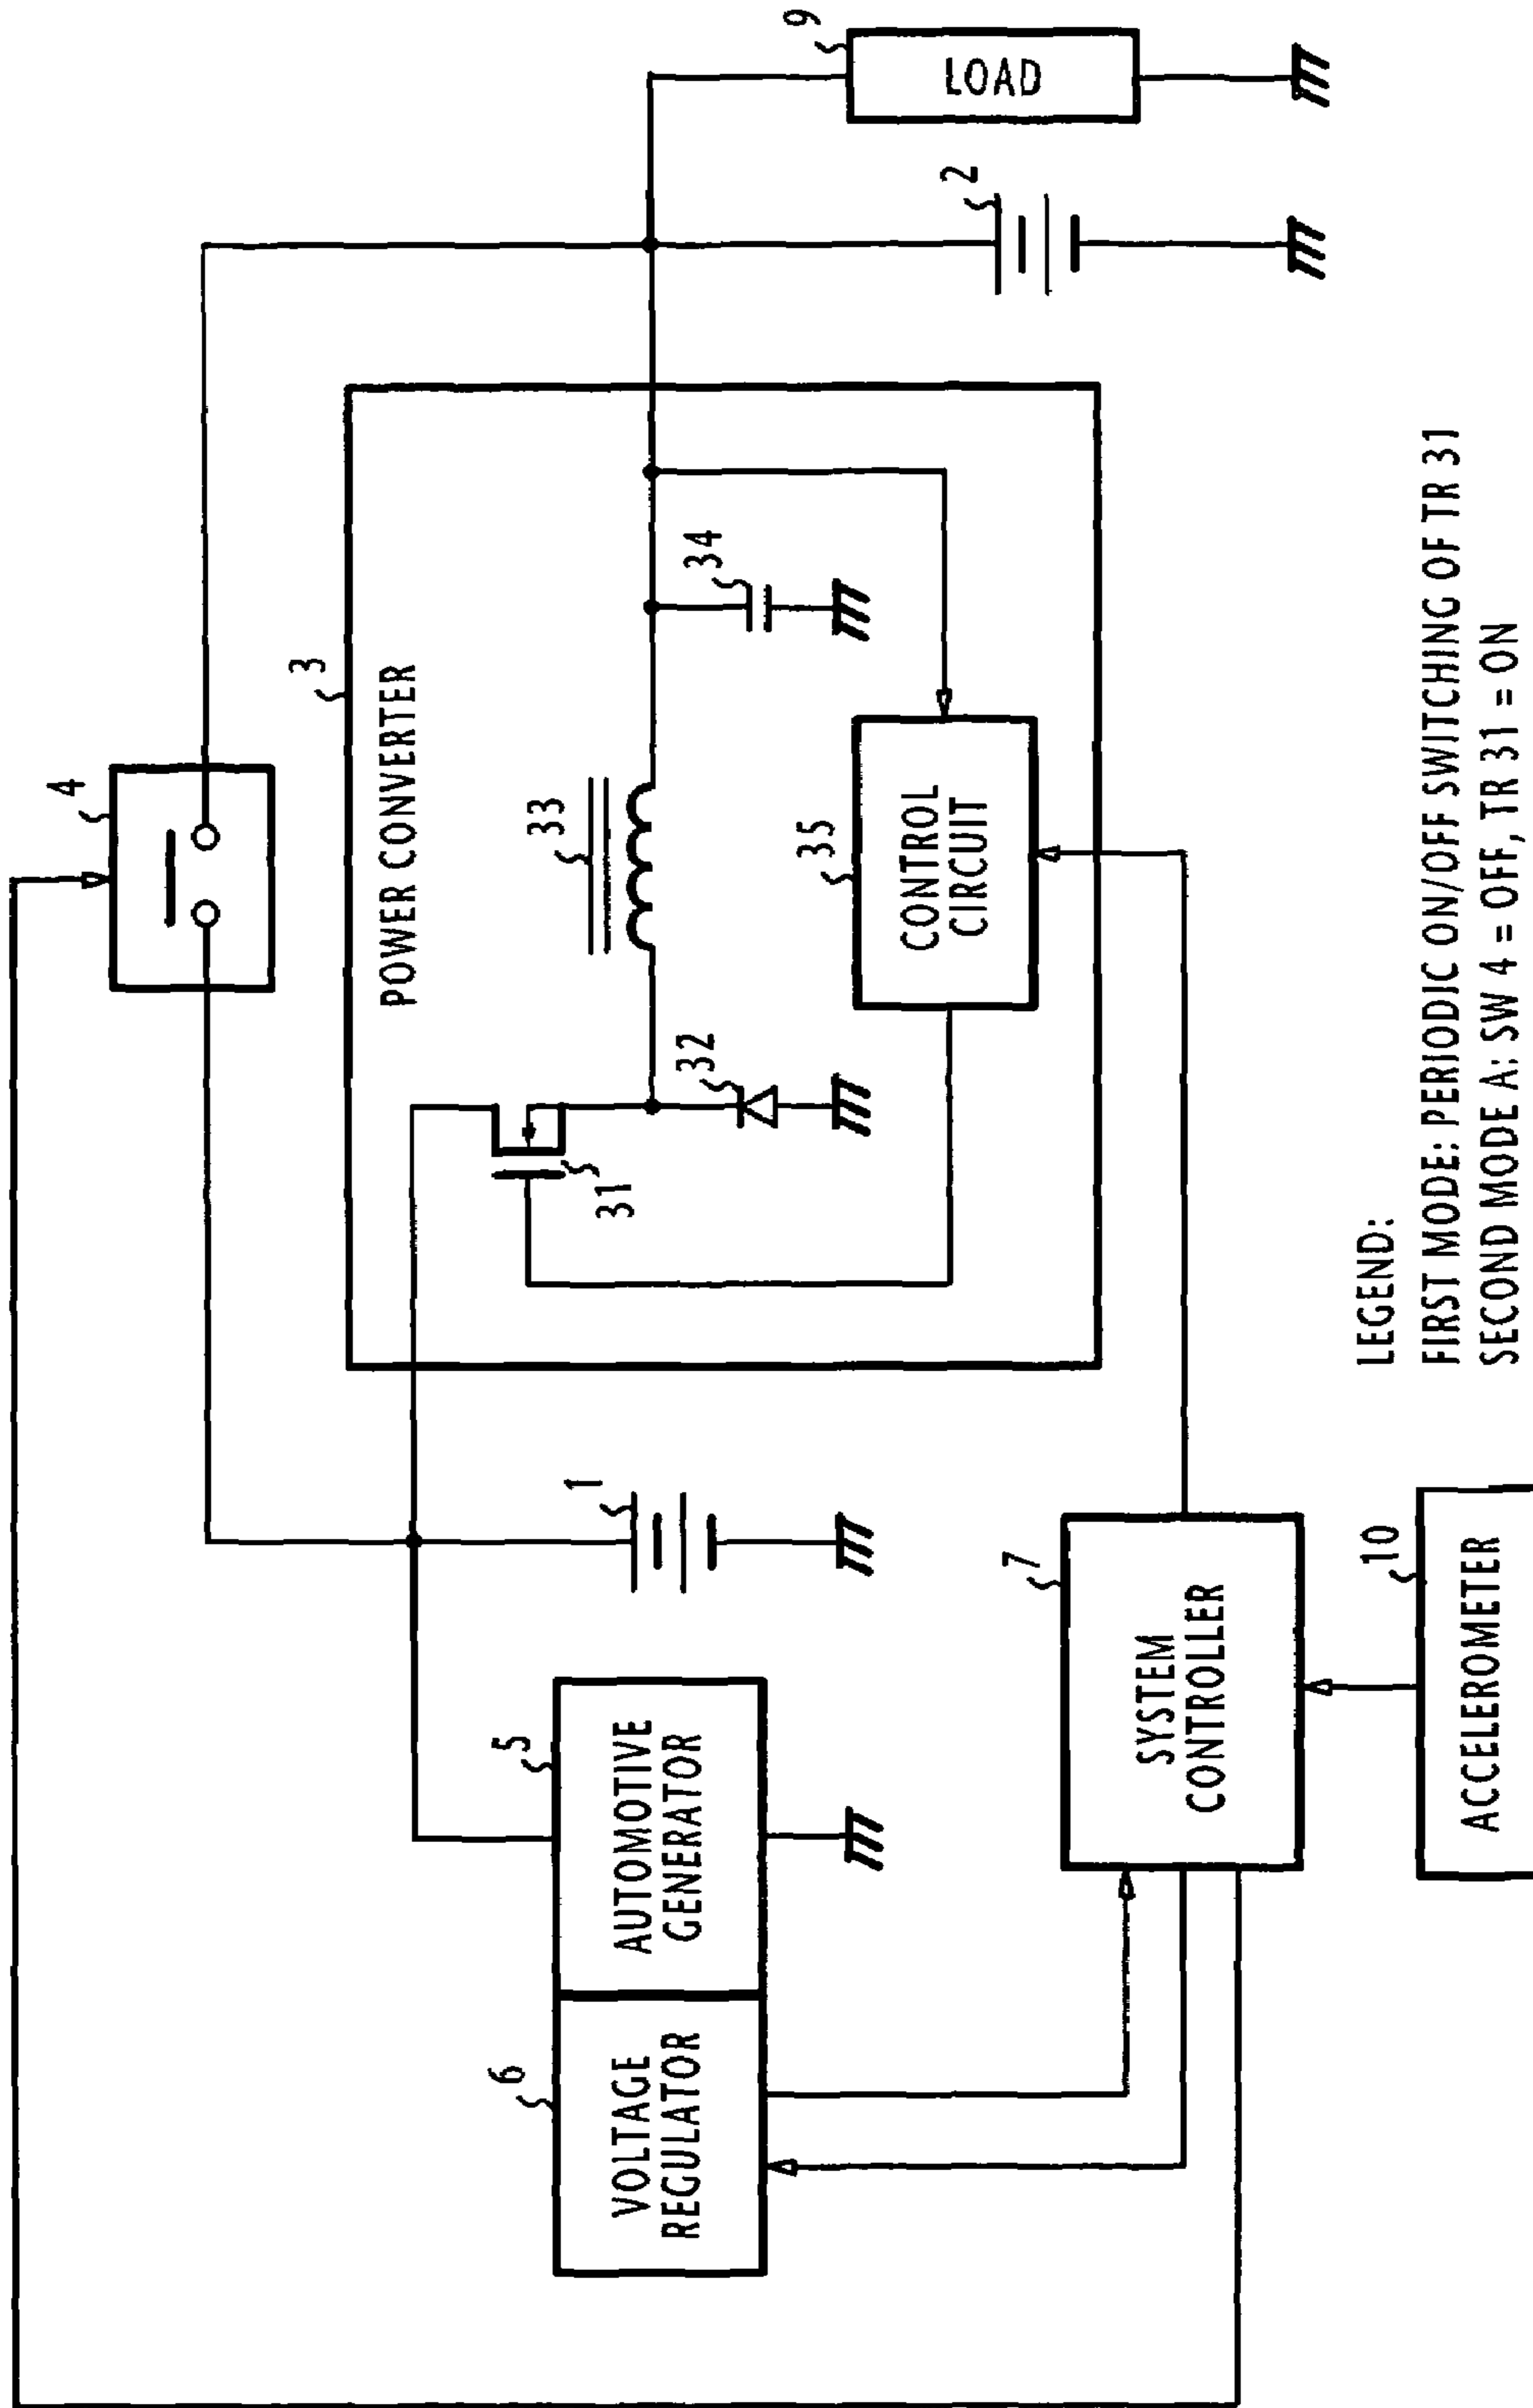 4
3
POWER CONVERTER
33
34
31
32
35
CONTROL
CIRCUIT
1
2
9
LOAD
6
VOLTAGE
REGULATOR
5
AUTOMOTIVE
GENERATOR
7
SYSTEM
CONTROLLER
10
ACCELEROMETER
LEGEND:
FIRST MODE: PERIODIC ON/OFF SWITCHING OF TR 31
SECOND MODE A: SW 4 = OFF, TR 31 = ON